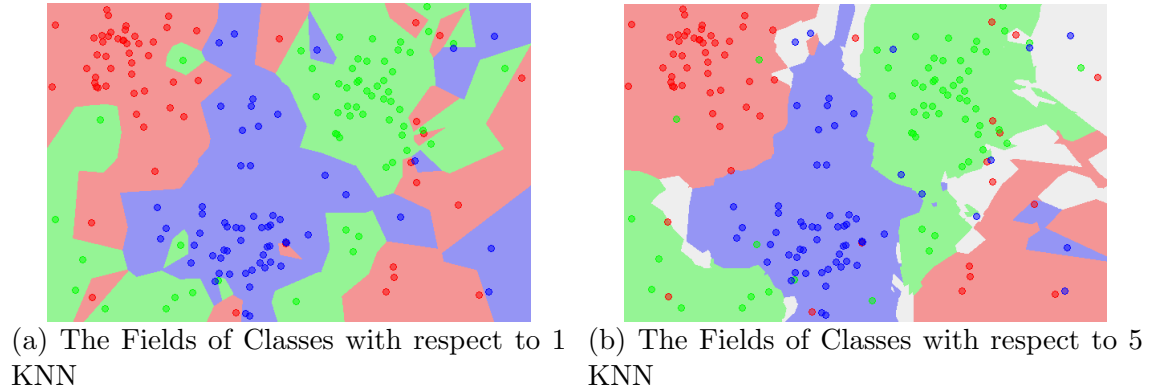 (a) The Fields of Classes with respect to 1
KNN
(b) The Fields of Classes with respect to 5
KNN